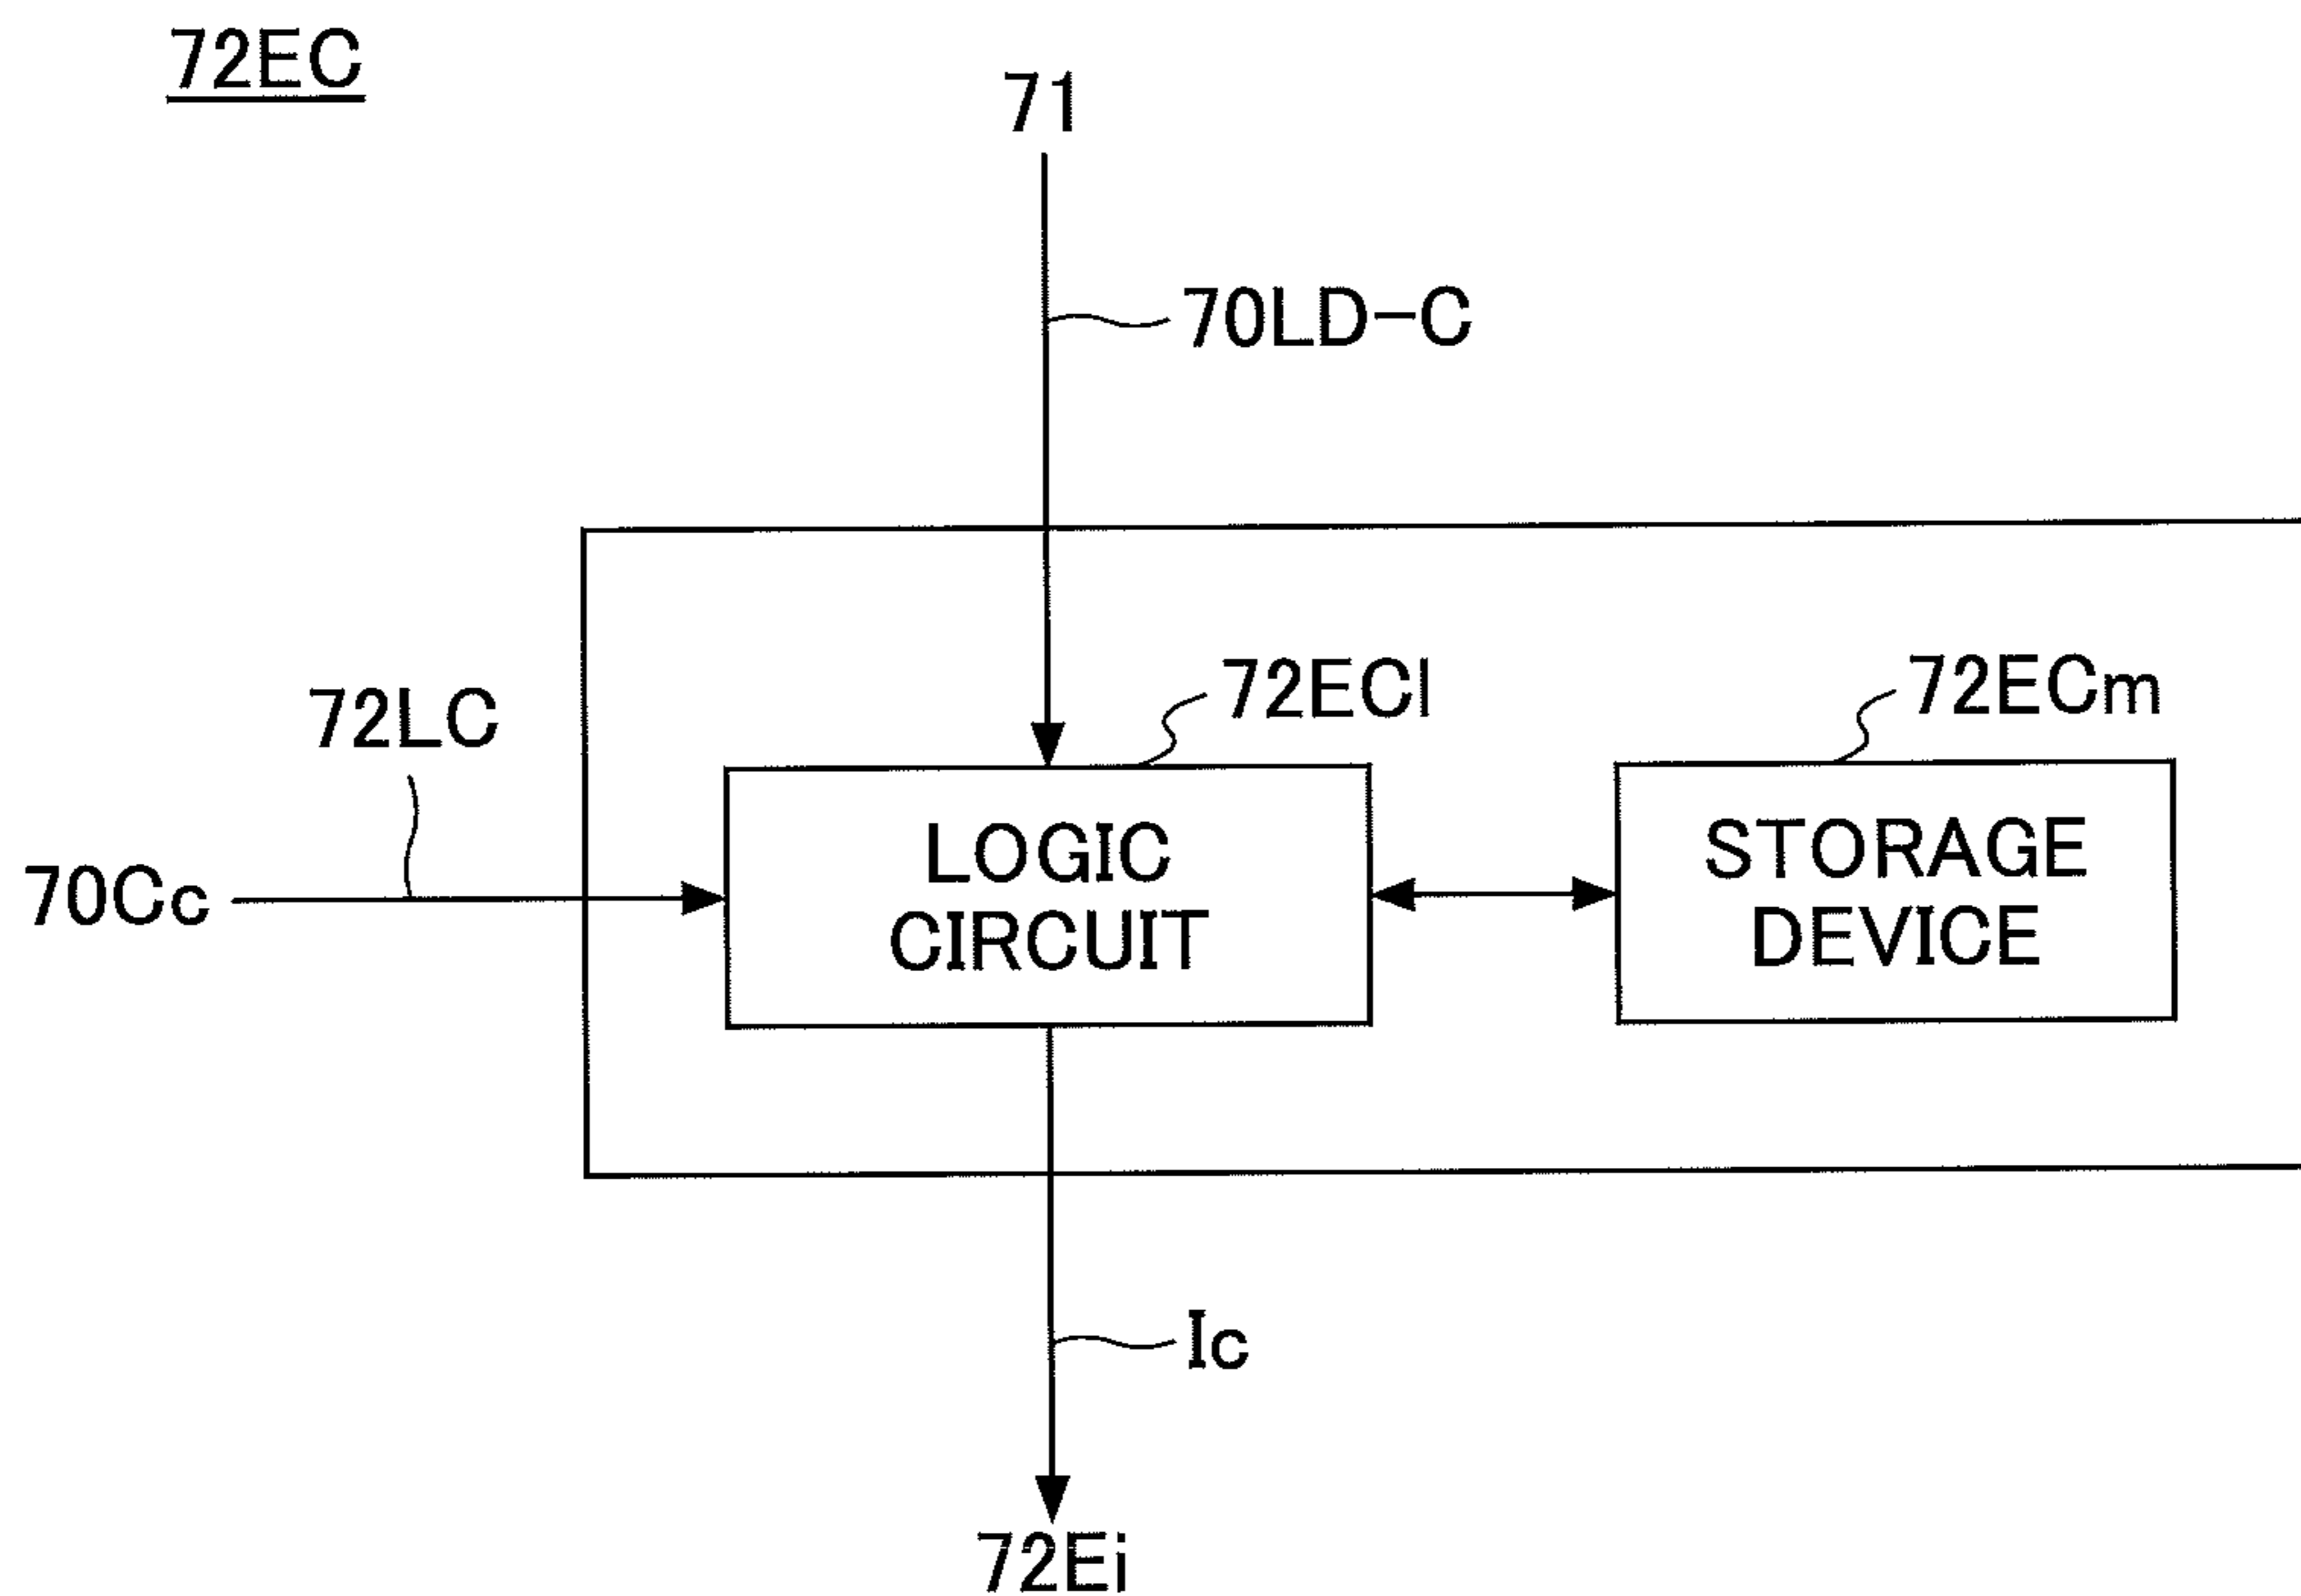 72EC
71
70LD-C
72ECl
72ECm
72LC
70Cc
LOGIC
CIRCUIT
STORAGE
DEVICE
Ic
72Ei